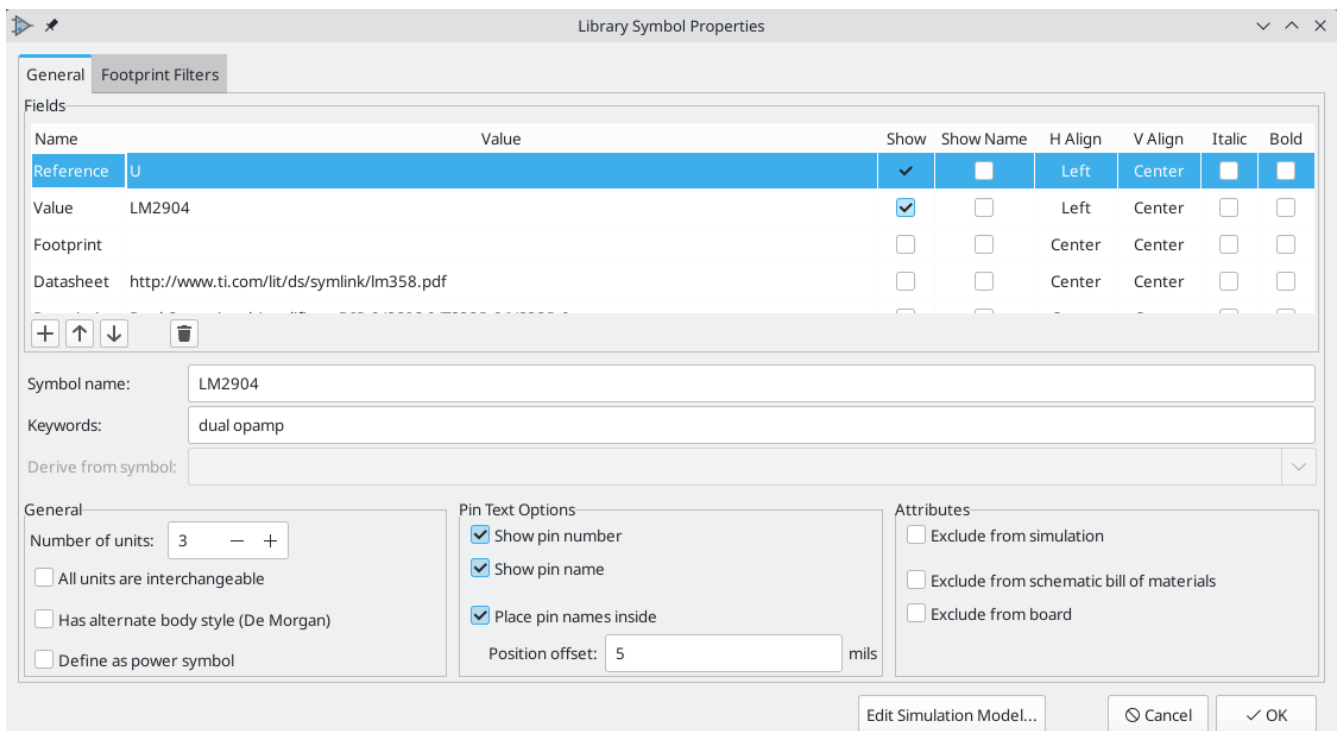 Library Symbol Properties
General Footprint Filters
Fields
Name Value Show Show Name H Align V Align Italic Bold
Reference U Left Center
Value LM2904 Left Center
Footprint Center Center
Datasheet http://www.ti.com/lit/ds/symlink/lm358.pdf Center Center
Symbol name: LM2904
Keywords: dual opamp
Derive from symbol:
General Pin Text Options Attributes
Number of units: 3 − + Show pin number Exclude from simulation
All units are interchangeable Show pin name Exclude from schematic bill of materials
Has alternate body style (De Morgan) Place pin names inside Exclude from board
Define as power symbol Position offset: 5 mils
Edit Simulation Model... Cancel OK